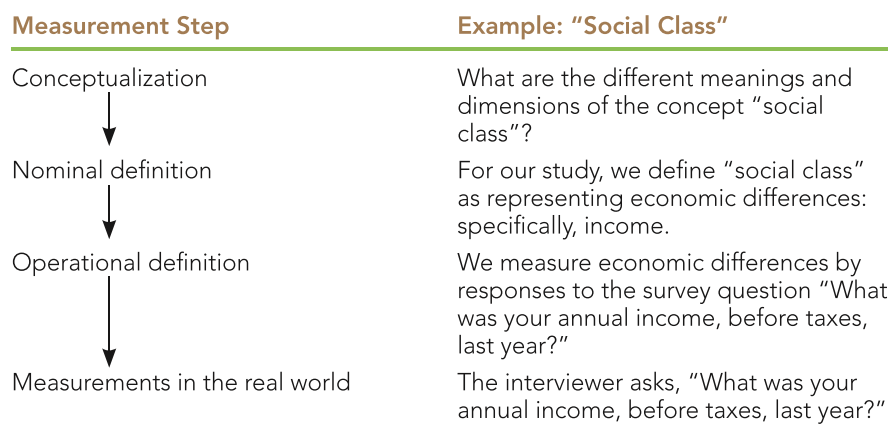 Measurement Step
Example: “Social Class”
Conceptualization
What are the different meanings and
dimensions of the concept “social
class”?
Nominal definition
For our study, we define “social class”
as representing economic differences:
specifically, income.
Operational definition
We measure economic differences by
responses to the survey question “What
was your annual income, before taxes,
last year?”
Measurements in the real world
The interviewer asks, “What was your
annual income, before taxes, last year?”